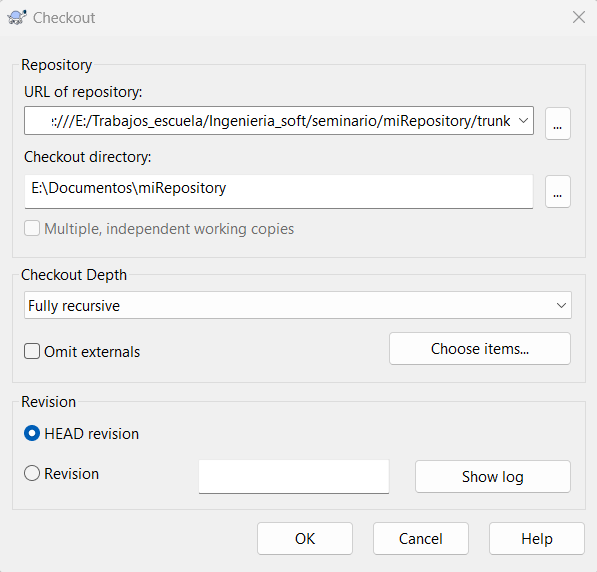 Checkout
Repository
URL of repository:
:///E:/Trabajos_escuela/Ingenieria_soft/seminario/miRepository/trunk
...
Checkout directory:
E:\Documentos\miRepository
...
Multiple, independent working copies
Checkout Depth
Fully recursive
Omit externals
Choose items...
Revision
HEAD revision
Revision
Show log
OK
Cancel
Help